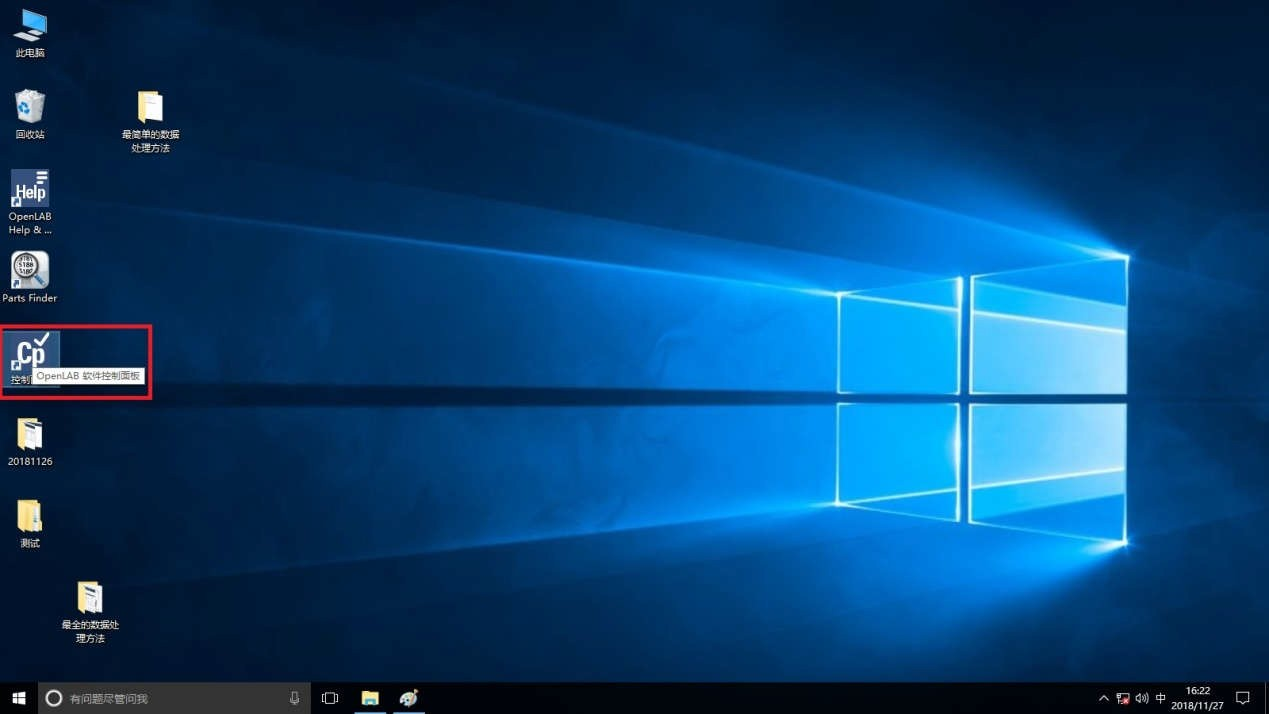 此电脑
回收站
最简单的数据
处理方法
Help
OpenLAB
Help & ...
5188
5180
Parts Finder
Cp
控制
OpenLAB 软件控制面板
20181126
测试
最全的数据处
理方法
有问题尽管问我
中
16:22
2018/11/27